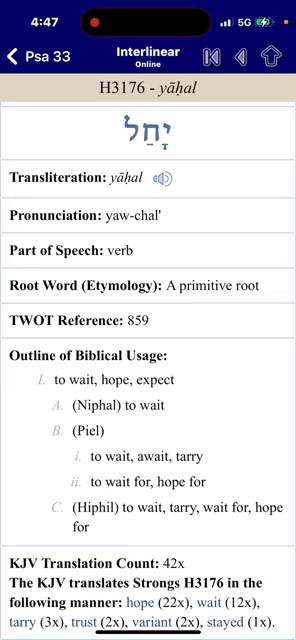 4:47
5G
Psa 33
Interlinear
Online
H3176 - yāḥal
יָחַל
Transliteration: yāḥal
Pronunciation: yaw-chal'
Part of Speech: verb
Root Word (Etymology): A primitive root
TWOT Reference: 859
Outline of Biblical Usage:
I. to wait, hope, expect
A. (Niphal) to wait
B. (Piel)
i. to wait, await, tarry
ii. to wait for, hope for
C. (Hiphil) to wait, tarry, wait for, hope
for
KJV Translation Count: 42x
The KJV translates Strongs H3176 in the
following manner: hope (22x), wait (12x),
tarry (3x), trust (2x), variant (2x), stayed (1x).